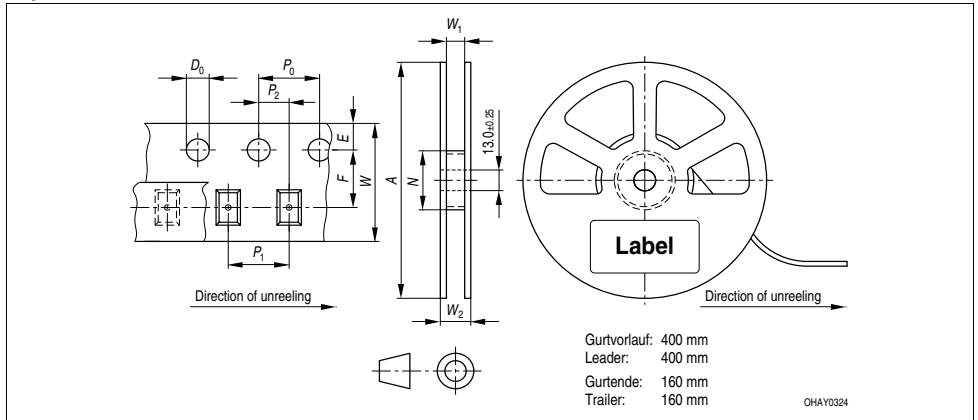 W1
D0
P0
P2
E
F
W
A
N
13.0±0.25
P1
W2
Label
Direction of unreeling
Direction of unreeling
Gurtvorlauf: 400 mm
Leader: 400 mm
Gurtende: 160 mm
Trailer: 160 mm
OHAY0324